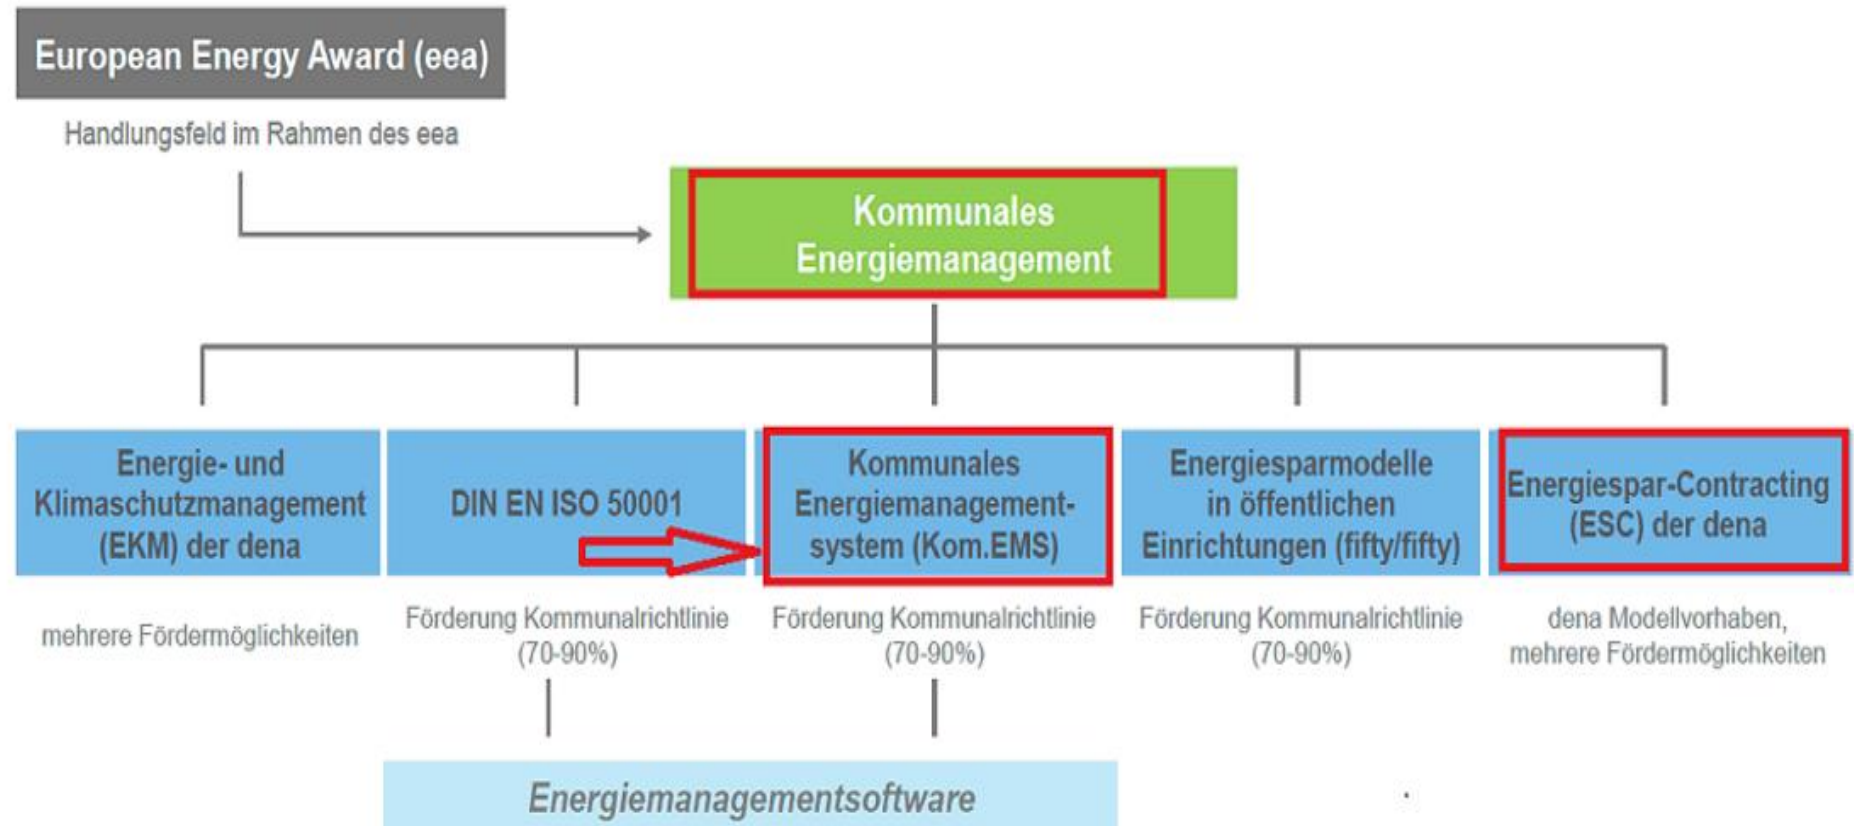 European Energy Award (eea)
Handlungsfeld im Rahmen des eea
Kommunales
Energiemanagement
Energie- und
Klimaschutzmanagement
(EKM) der dena
mehrere Fördermöglichkeiten
DIN EN ISO 50001
Förderung Kommunalrichtlinie
(70-90%)
Kommunales
Energiemanagement-
system (Kom.EMS)
Förderung Kommunalrichtlinie
(70-90%)
Energiesparmodelle
in öffentlichen
Einrichtungen (fifty/fifty)
Förderung Kommunalrichtlinie
(70-90%)
Energiespar-Contracting
(ESC) der dena
dena Modellvorhaben,
mehrere Fördermöglichkeiten
Energiemanagementsoftware